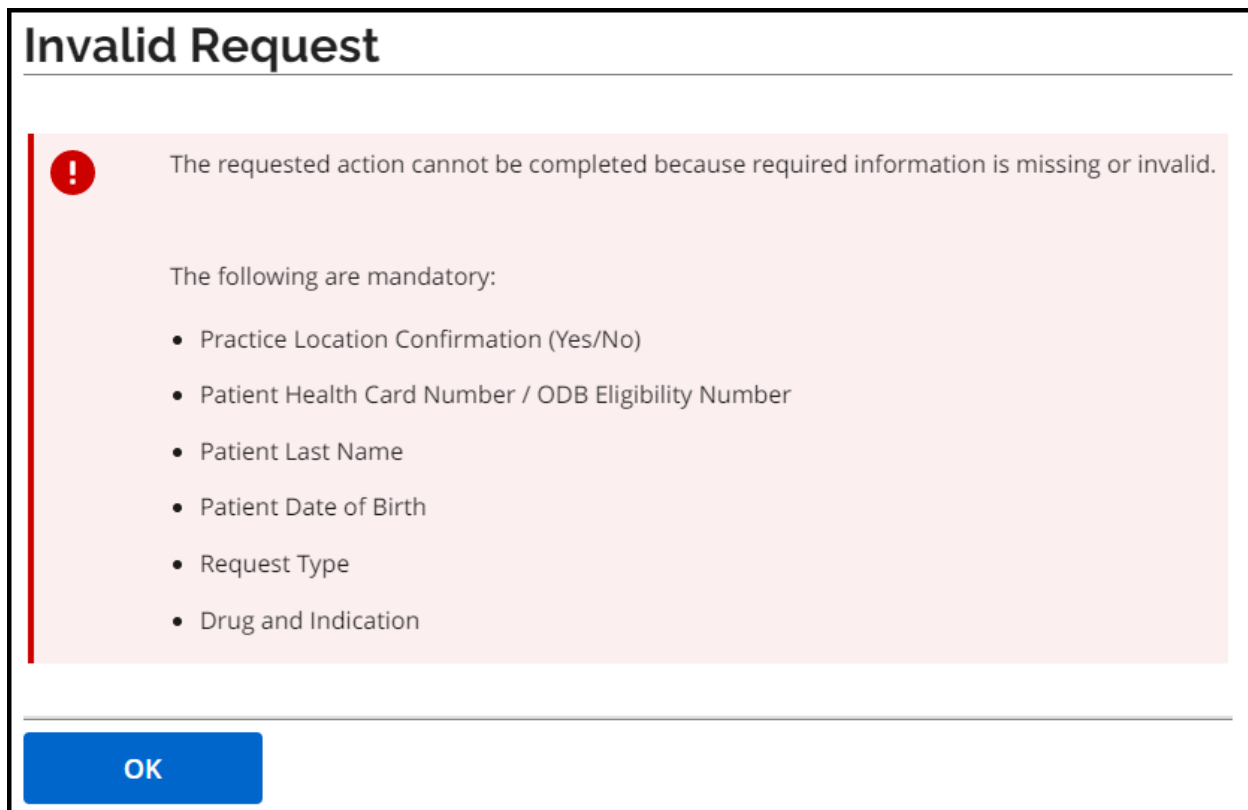 Invalid Request
The requested action cannot be completed because required information is missing or invalid.
The following are mandatory:
• Practice Location Confirmation (Yes/No)
• Patient Health Card Number / ODB Eligibility Number
• Patient Last Name
• Patient Date of Birth
• Request Type
• Drug and Indication
OK